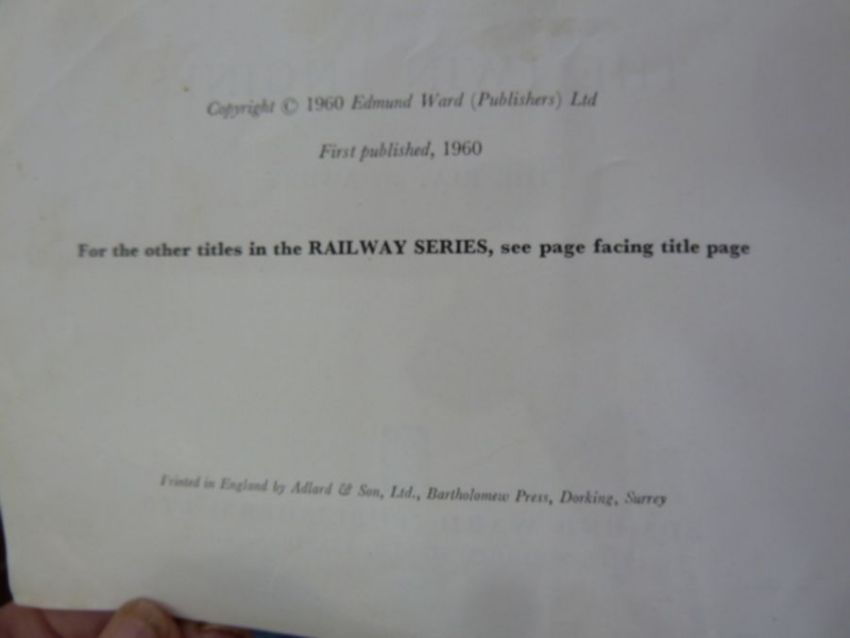 Copyright © 1960 Edmund Ward (Publishers) Ltd
First published, 1960
For the other titles in the RAILWAY SERIES, see page facing title page
Printed in England by Adlard & Son, Ltd., Bartholomew Press, Dorking, Surrey